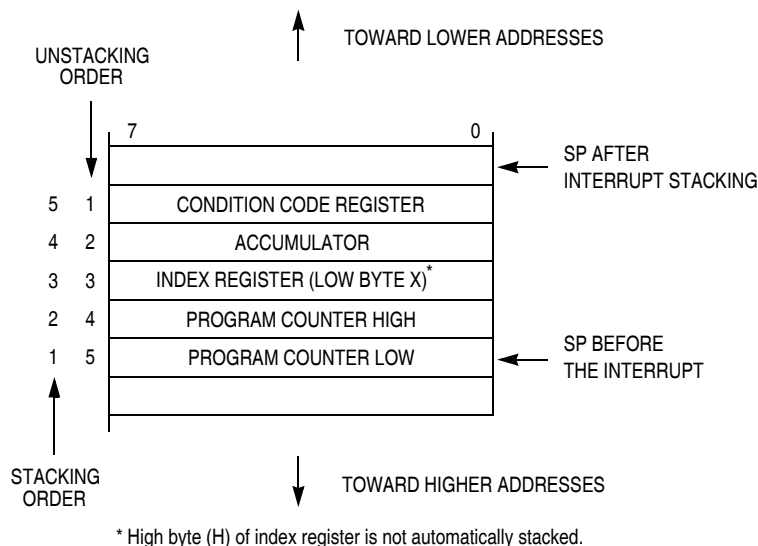 TOWARD LOWER ADDRESSES
UNSTACKING
ORDER
7 0
SP AFTER
INTERRUPT STACKING
5 1 CONDITION CODE REGISTER
4 2 ACCUMULATOR
3 3 INDEX REGISTER (LOW BYTE X)*
2 4 PROGRAM COUNTER HIGH
1 5 PROGRAM COUNTER LOW
SP BEFORE
THE INTERRUPT
STACKING
ORDER
TOWARD HIGHER ADDRESSES
* High byte (H) of index register is not automatically stacked.